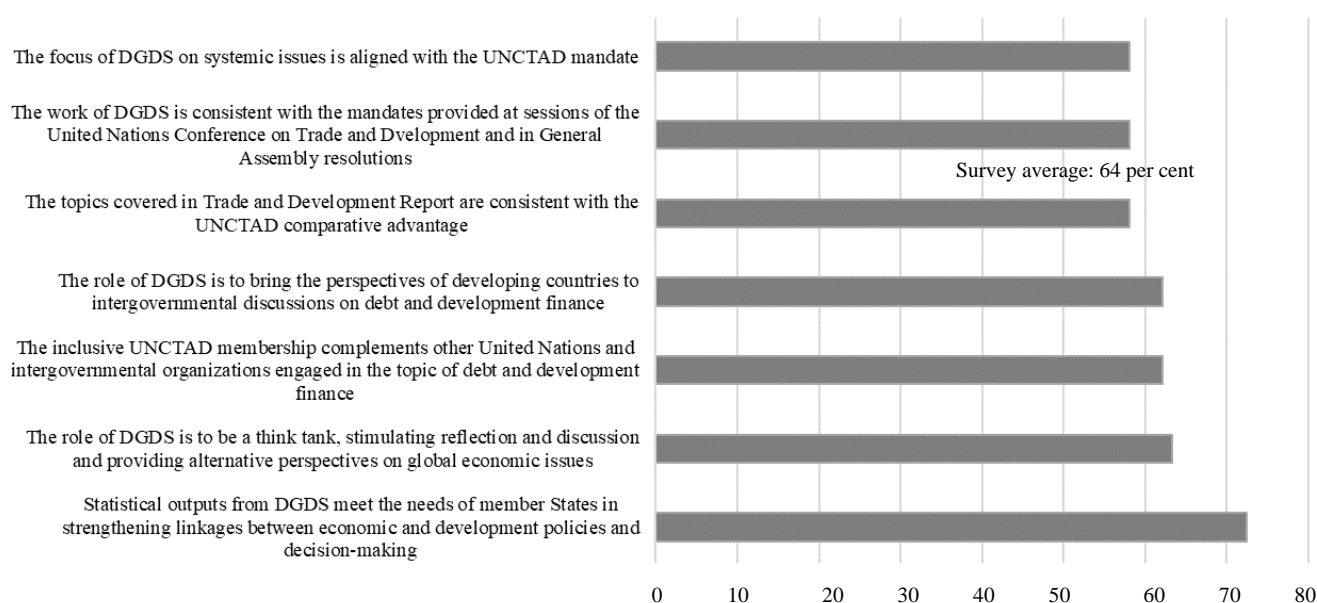 The focus of DGDS on systemic issues is aligned with the UNCTAD mandate
The work of DGDS is consistent with the mandates provided at sessions of the
United Nations Conference on Trade and Dvelopment and in General
Assembly resolutions
Survey average: 64 per cent
The topics covered in Trade and Development Report are consistent with the
UNCTAD comparative advantage
The role of DGDS is to bring the perspectives of developing countries to
intergovernmental discussions on debt and development finance
The inclusive UNCTAD membership complements other United Nations and
intergovernmental organizations engaged in the topic of debt and development
finance
The role of DGDS is to be a think tank, stimulating reflection and discussion
and providing alternative perspectives on global economic issues
Statistical outputs from DGDS meet the needs of member States in
strengthening linkages between economic and development policies and
decision-making
0 10 20 30 40 50 60 70 80